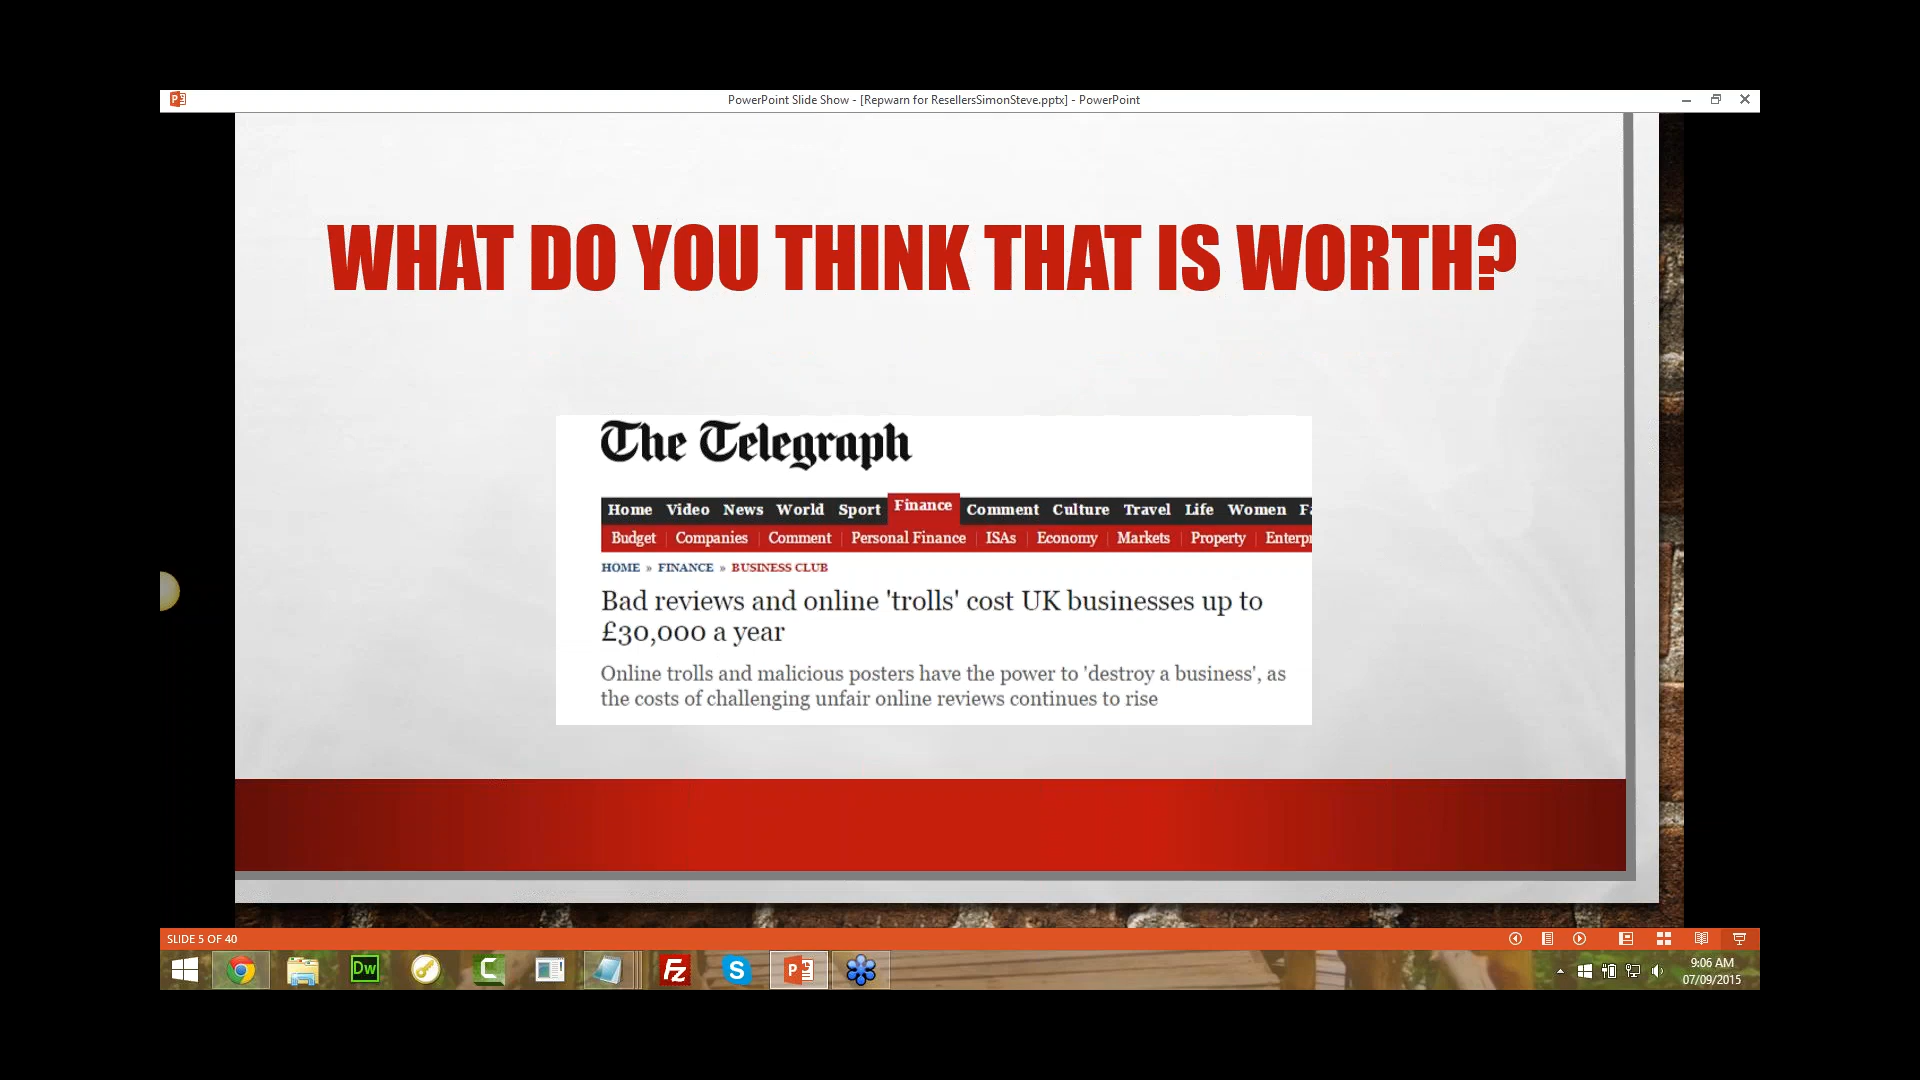 PowerPoint Slide Show - [Repwarn for ResellersSimonSteve.pptx] - PowerPoint
WHAT DO YOU THINK THAT IS WORTH?
The Telegraph
Home Video News World Sport Finance Comment Culture Travel Life Women Fa
Budget Companies Comment Personal Finance ISAs Economy Markets Property Enterpr
HOME » FINANCE » BUSINESS CLUB
Bad reviews and online 'trolls' cost UK businesses up to
£30,000 a year
Online trolls and malicious posters have the power to 'destroy a business', as
the costs of challenging unfair online reviews continues to rise
SLIDE 5 OF 40
Dw
9:06 AM
07/09/2015